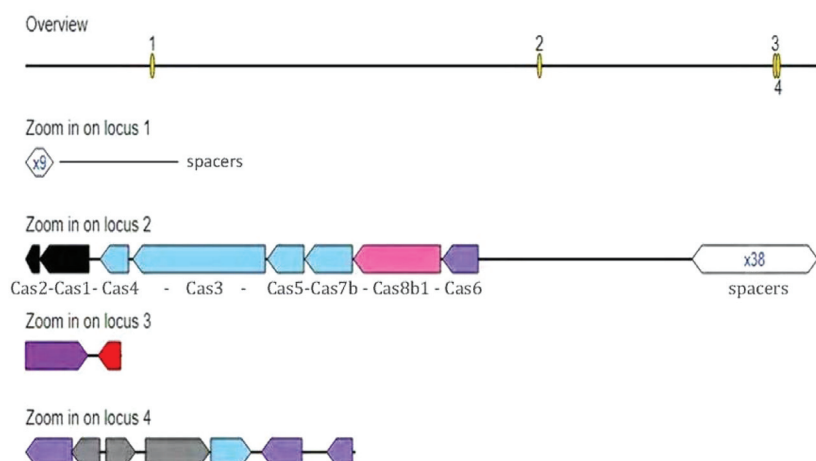 Overview
1 2 3
4
Zoom in on locus 1
x9 spacers
Zoom in on locus 2
x38
Cas2-Cas1- Cas4 - Cas3 - Cas5-Cas7b - Cas8b1 - Cas6 spacers
Zoom in on locus 3
Zoom in on locus 4